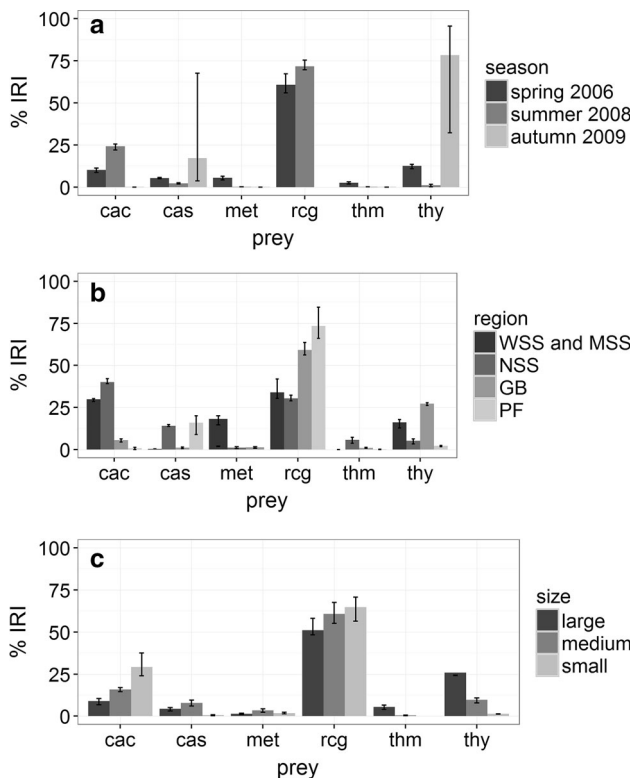 a
100
75
50
25
0
% IRI
cac cas met rcg thm thy
prey
season
spring 2006
summer 2008
autumn 2009
b
100
75
50
25
0
% IRI
cac cas met rcg thm thy
prey
region
WSS and MSS
NSS
GB
PF
c
100
75
50
25
0
% IRI
cac cas met rcg thm thy
prey
size
large
medium
small